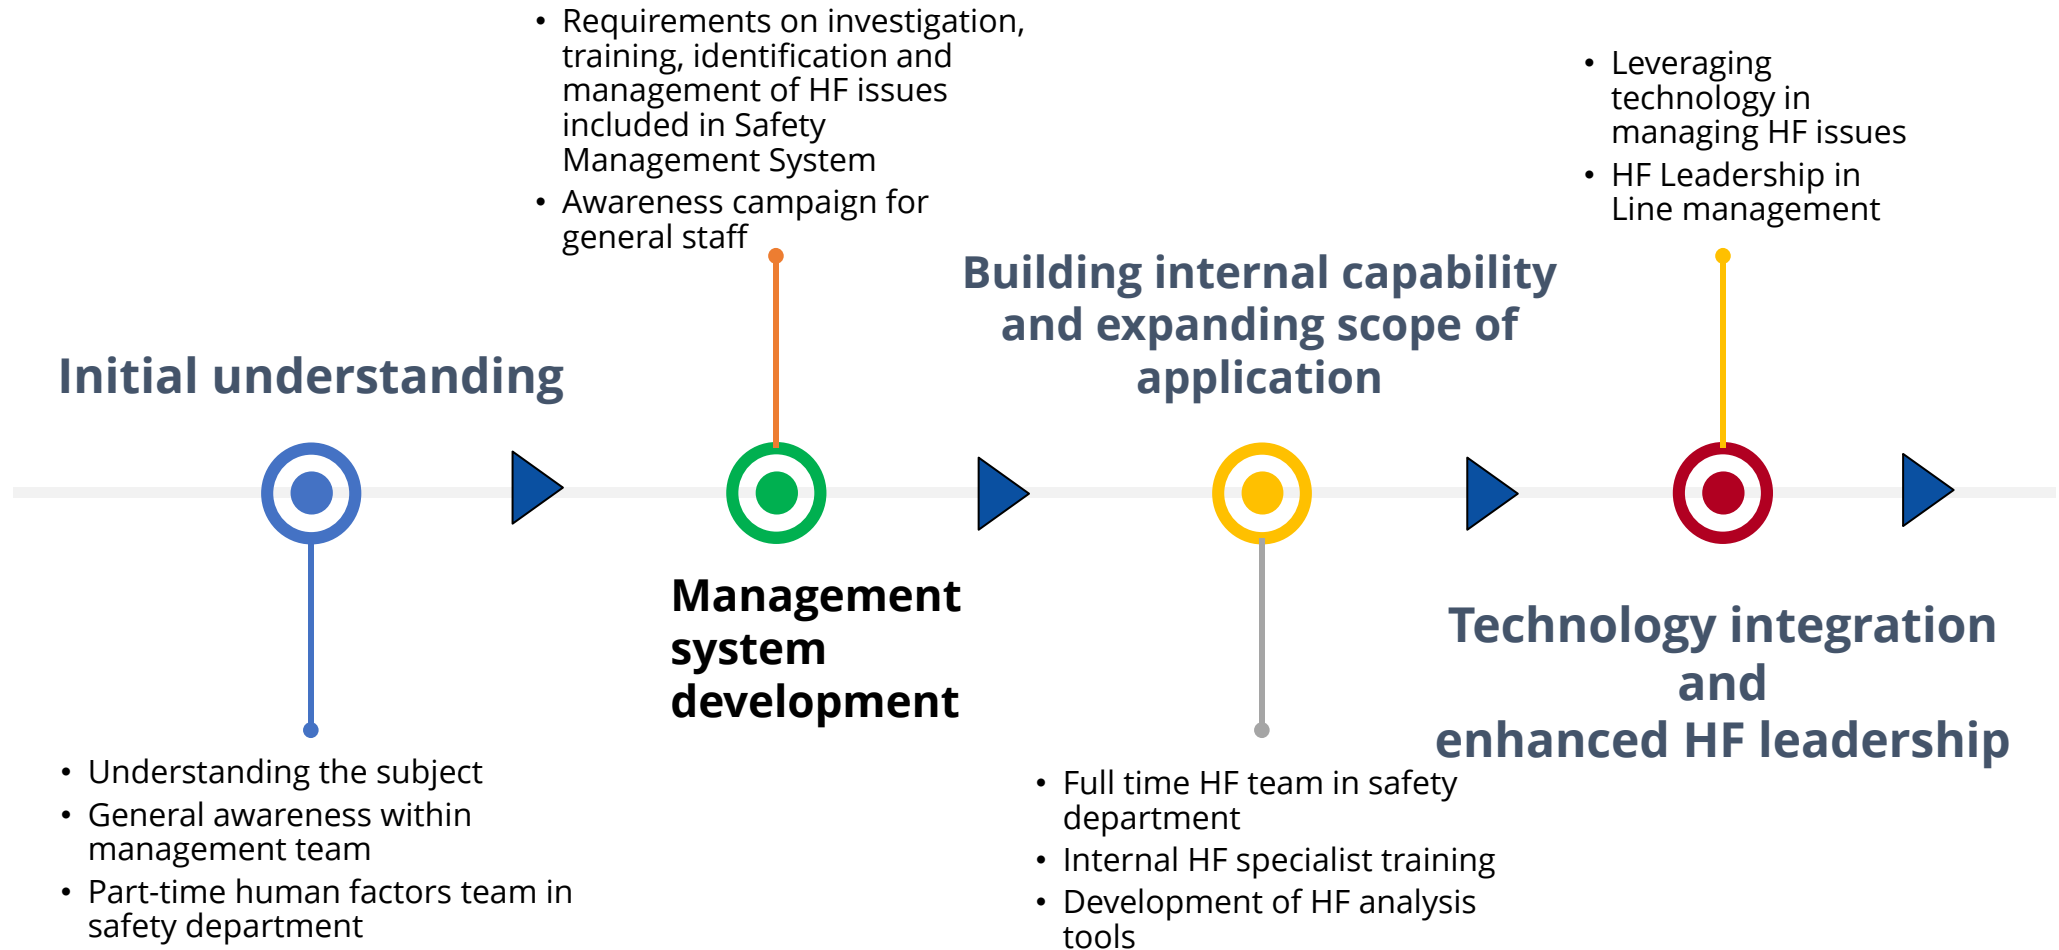 Initial understanding
• Understanding the subject
• General awareness within
management team
• Part-time human factors team in
safety department
• Requirements on investigation,
training, identification and
management of HF issues
included in Safety
Management System
• Awareness campaign for
general staff
Management
system
development
Building internal capability
and expanding scope of
application
• Full time HF team in safety
department
• Internal HF specialist training
• Development of HF analysis
tools
• Leveraging
technology in
managing HF issues
• HF Leadership in
Line management
Technology integration
and
enhanced HF leadership